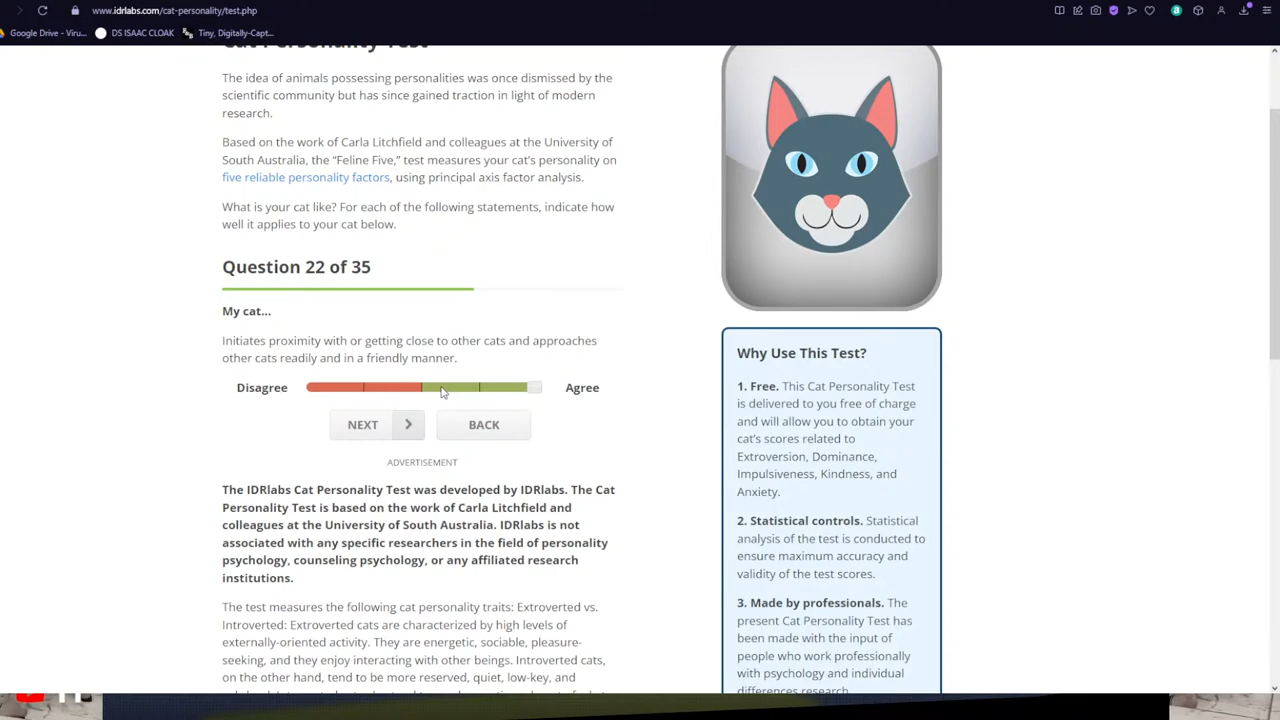 www.idrlabs.com/cat-personality/test.php
Google Drive - Viru...
DS ISAAC CLOAK
Tiny, Digitally-Capt...
Cat Personality Test
The idea of animals possessing personalities was once dismissed by the
scientific community but has since gained traction in light of modern
research.
Based on the work of Carla Litchfield and colleagues at the University of
South Australia, the “Feline Five,” test measures your cat’s personality on
five reliable personality factors, using principal axis factor analysis.
What is your cat like? For each of the following statements, indicate how
well it applies to your cat below.
Question 22 of 35
My cat...
Initiates proximity with or getting close to other cats and approaches
other cats readily and in a friendly manner.
Disagree
Agree
NEXT
BACK
ADVERTISEMENT
The IDRlabs Cat Personality Test was developed by IDRlabs. The Cat
Personality Test is based on the work of Carla Litchfield and
colleagues at the University of South Australia. IDRlabs is not
associated with any specific researchers in the field of personality
psychology, counseling psychology, or any affiliated research
institutions.
The test measures the following cat personality traits: Extroverted vs.
Introverted: Extroverted cats are characterized by high levels of
externally-oriented activity. They are energetic, sociable, pleasure-
seeking, and they enjoy interacting with other beings. Introverted cats,
on the other hand, tend to be more reserved, quiet, low-key, and
Why Use This Test?
1. Free. This Cat Personality Test
is delivered to you free of charge
and will allow you to obtain your
cat’s scores related to
Extroversion, Dominance,
Impulsiveness, Kindness, and
Anxiety.
2. Statistical controls. Statistical
analysis of the test is conducted to
ensure maximum accuracy and
validity of the test scores.
3. Made by professionals. The
present Cat Personality Test has
been made with the input of
people who work professionally
with psychology and individual
differences research.